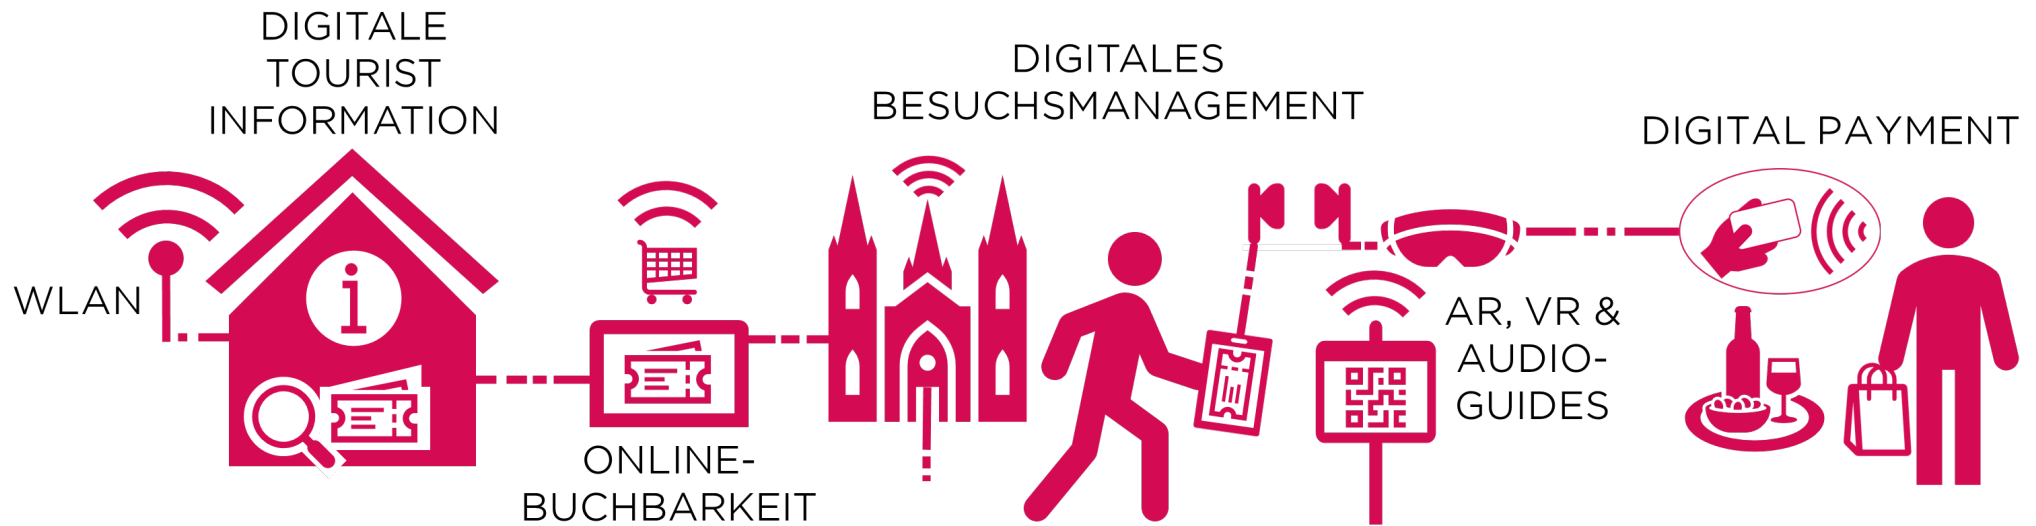 WLAN
DIGITALE
TOURIST
INFORMATION
ONLINE-
BUCHBARKEIT
DIGITALES
BESUCHSMANAGEMENT
AR, VR &
AUDIO-
GUIDES
DIGITAL PAYMENT